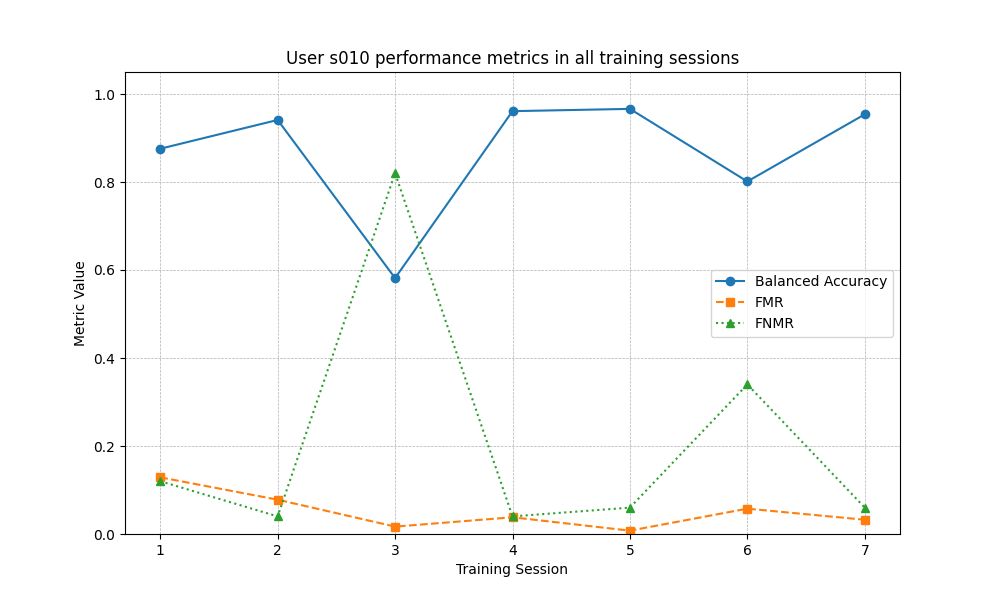 User s010 performance metrics in all training sessions
Metric Value
1.0
0.8
0.6
0.4
0.2
0.0
Balanced Accuracy
FMR
FNMR
1 2 3 4 5 6 7
Training Session